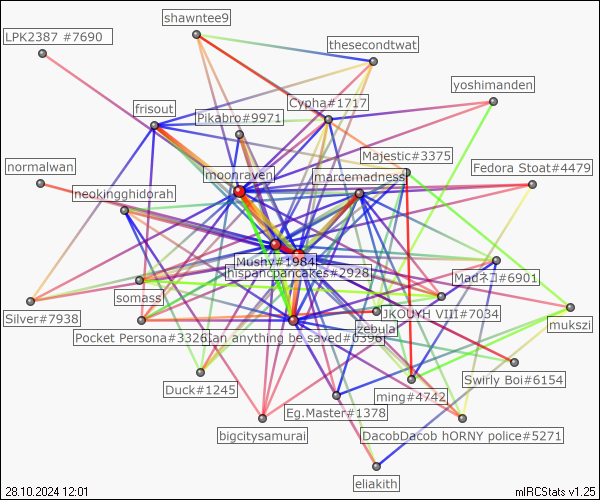 shawntee9
LPK2387 #7690
thesecondtwat
yoshimanden
Cypha#1717
frisout
Pikabro#9971
Majestic#3375
normalwan
moonraven
marcemadness
Fedora Stoat#4479
neokingghidorah
Mushy#1984
hispanicpancakes#2928
Madネコ#6901
somass
Silver#7938
JKOUYH VIII#7034
mukszi
zebula
Pocket Persona#3326
can anything be saved#0398
Swirly Boi#6154
Duck#1245
ming#4742
Eg.Master#1378
bigcitysamurai
DacobDacob hORNY police#5271
eliakith
28.10.2024 12:01
mIRCStats v1.25